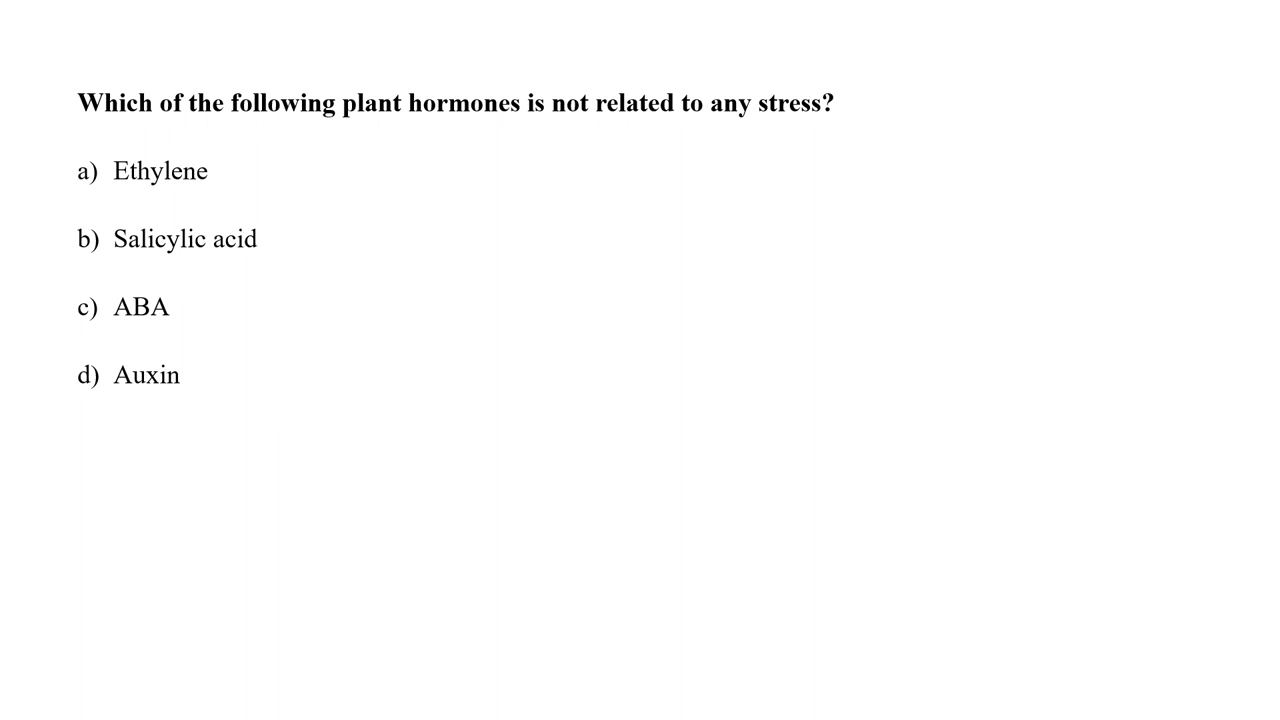 Which of the following plant hormones is not related to any stress?
a) Ethylene
b) Salicylic acid
c) ABA
d) Auxin